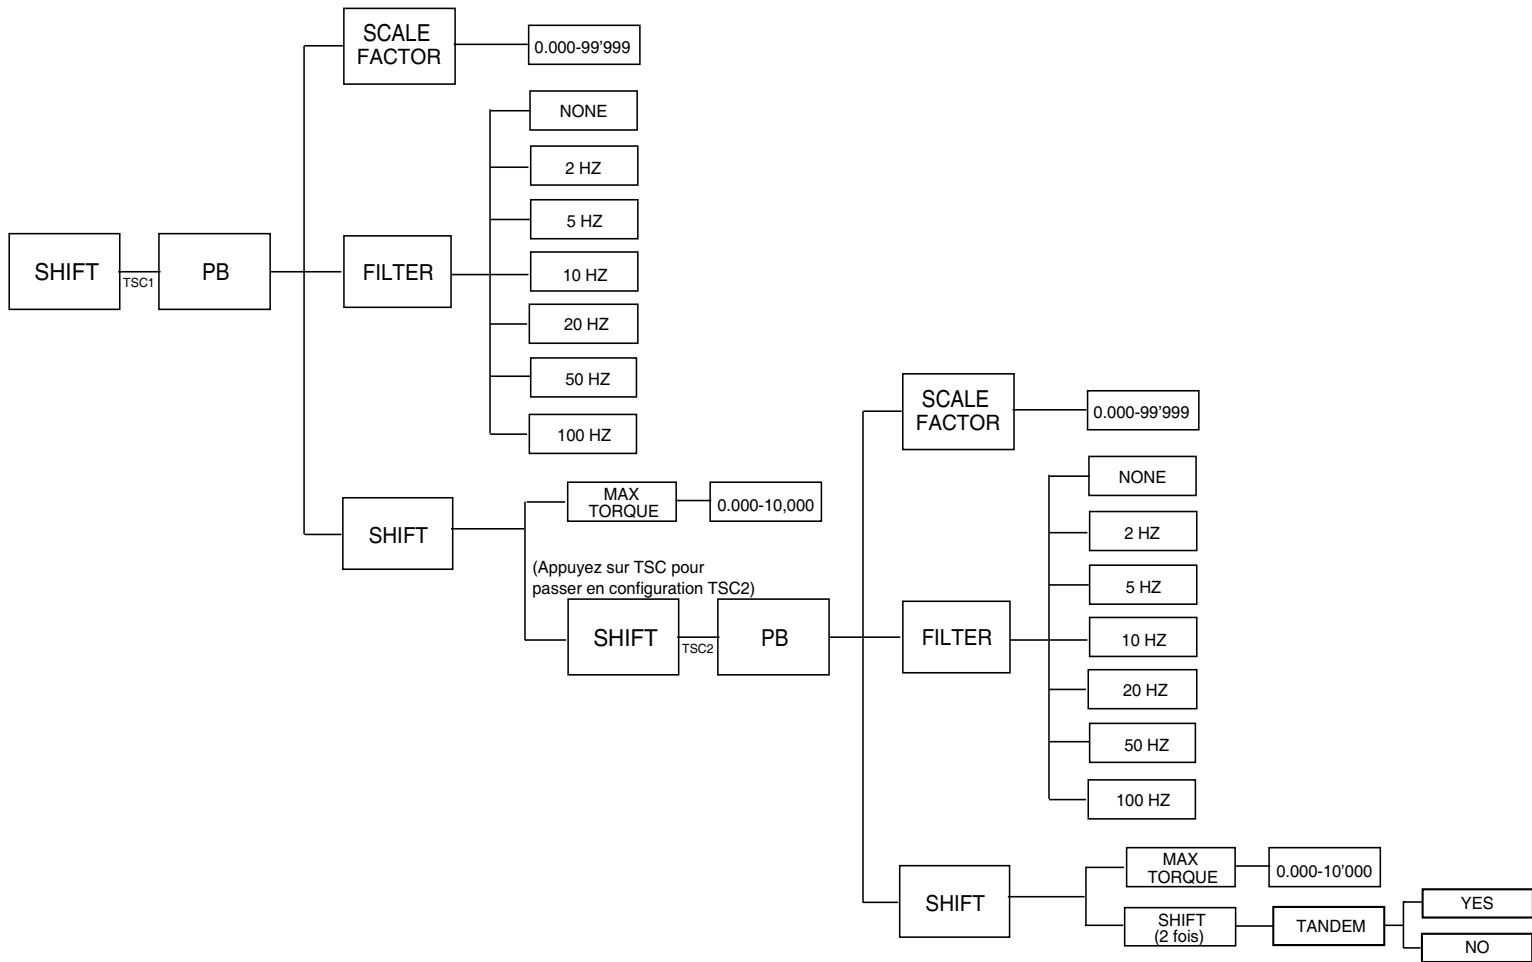 SCALE
FACTOR
0.000-99'999
NONE
2 HZ
5 HZ
SHIFT
TSC1
PB
FILTER
10 HZ
20 HZ
50 HZ
100 HZ
SHIFT
MAX
TORQUE
0.000-10,000
(Appuyez sur TSC pour
passer en configuration TSC2)
SHIFT
TSC2
PB
SCALE
FACTOR
0.000-99'999
NONE
2 HZ
5 HZ
FILTER
10 HZ
20 HZ
50 HZ
100 HZ
SHIFT
MAX
TORQUE
0.000-10'000
SHIFT
(2 fois)
TANDEM
YES
NO